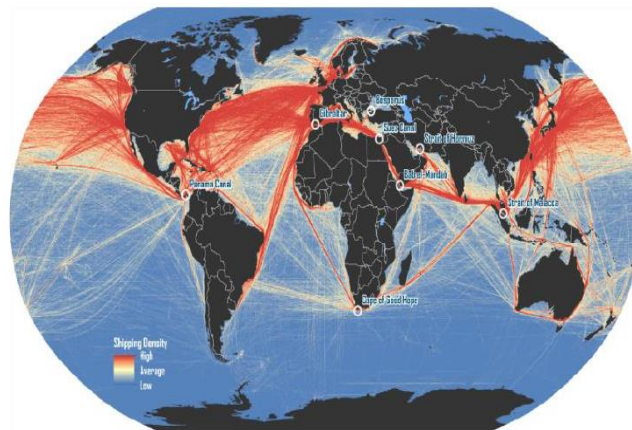 Bosporus
Gibraltar
Suez Canal
Strait of Hormuz
Bab el-Mandab
Panama Canal
Strait of Malacca
Cape of Good Hope
Shipping Density
High
Average
Low